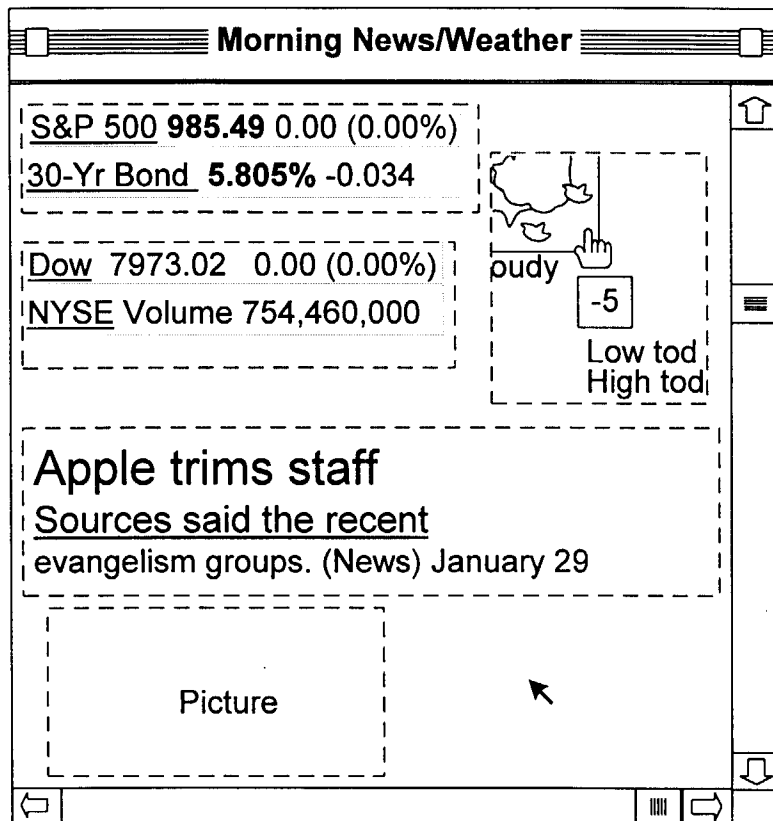 Morning News/Weather
S&P 500 985.49 0.00 (0.00%)
30-Yr Bond 5.805% -0.034
Dow 7973.02 0.00 (0.00%)
NYSE Volume 754,460,000
oudy
-5
Low tod
High tod
Apple trims staff
Sources said the recent
evangelism groups. (News) January 29
Picture